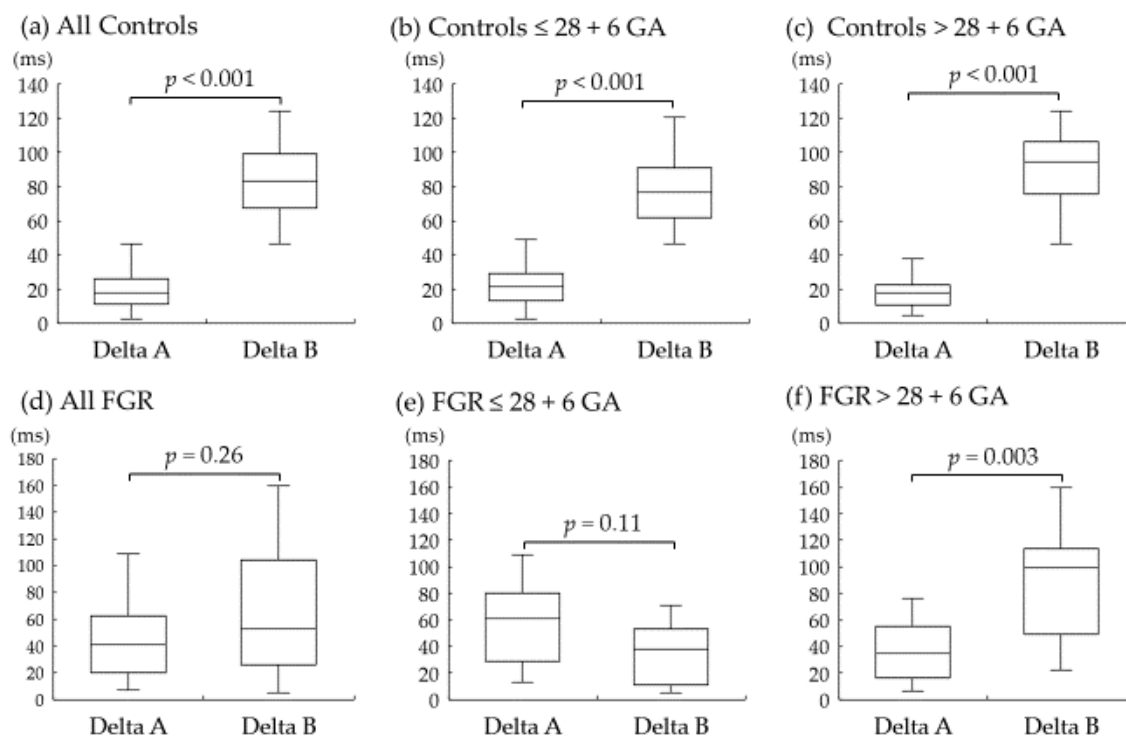 (a) All Controls
(b) Controls ≤ 28 + 6 GA
(c) Controls > 28 + 6 GA
(ms)
p < 0.001
140
120
100
80
60
40
20
0
Delta A Delta B
(ms)
p < 0.001
140
120
100
80
60
40
20
0
Delta A Delta B
(ms)
p < 0.001
140
120
100
80
60
40
20
0
Delta A Delta B
(d) All FGR
(e) FGR ≤ 28 + 6 GA
(f) FGR > 28 + 6 GA
(ms)
p = 0.26
180
160
140
120
100
80
60
40
20
0
Delta A Delta B
(ms)
p = 0.11
180
160
140
120
100
80
60
40
20
0
Delta A Delta B
(ms)
p = 0.003
180
160
140
120
100
80
60
40
20
0
Delta A Delta B